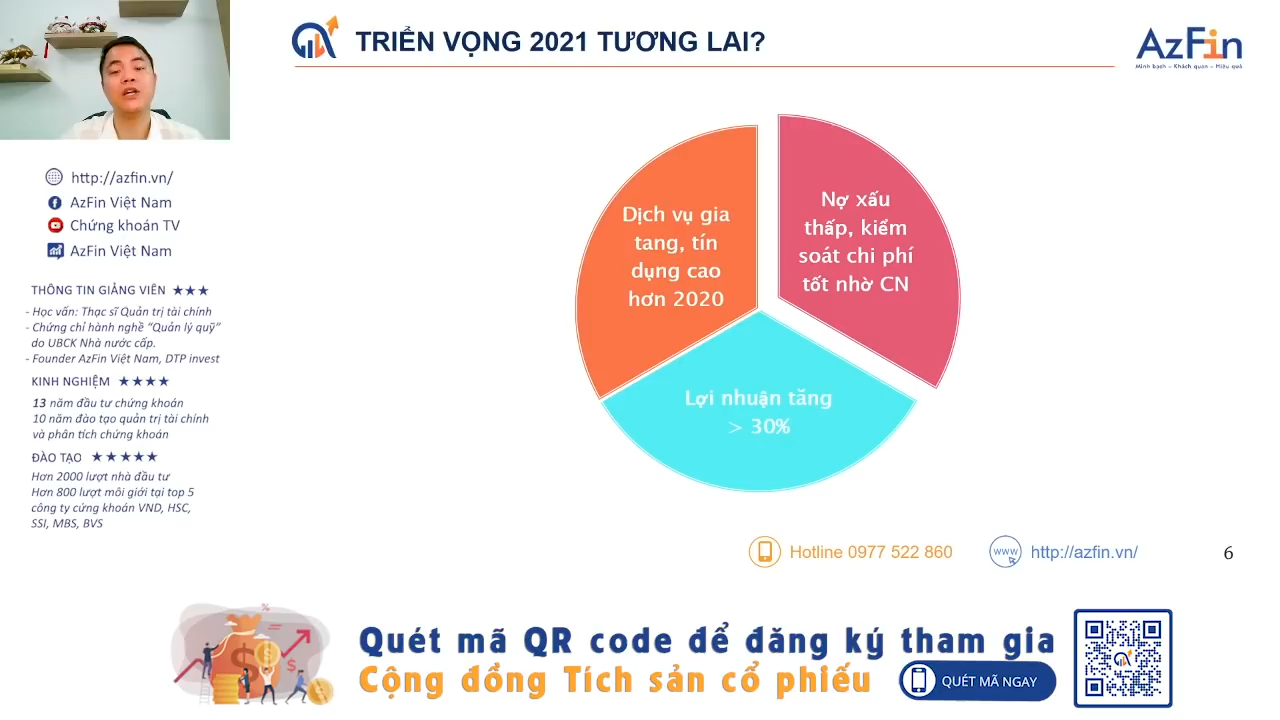 TRIỂN VỌNG 2021 TƯƠNG LAI?
AzFin
Minh bạch – Khách quan – Hiệu quả
http://azfin.vn/
AzFin Việt Nam
Chứng khoán TV
AzFin Việt Nam
THÔNG TIN GIẢNG VIÊN ★★★
- Học vấn: Thạc sĩ Quản trị tài chính
- Chứng chỉ hành nghề “Quản lý quỹ”
do UBCK Nhà nước cấp.
- Founder AzFin Việt Nam, DTP invest
KINH NGHIỆM ★★★★
13 năm đầu tư chứng khoán
10 năm đào tạo quản trị tài chính
và phân tích chứng khoán
ĐÀO TẠO ★★★★★
Hơn 2000 lượt nhà đầu tư
Hơn 800 lượt môi giới tại top 5
công ty cứng khoán VND, HSC,
SSI, MBS, BVS
Dịch vụ gia
tang, tín
dụng cao
hơn 2020
Nợ xấu
thấp, kiểm
soát chi phí
tốt nhờ CN
Lợi nhuận tăng
> 30%
Hotline 0977 522 860
www
http://azfin.vn/
6
Quét mã QR code để đăng ký tham gia
Cộng đồng Tích sản cổ phiếu
QUÉT MÃ NGAY